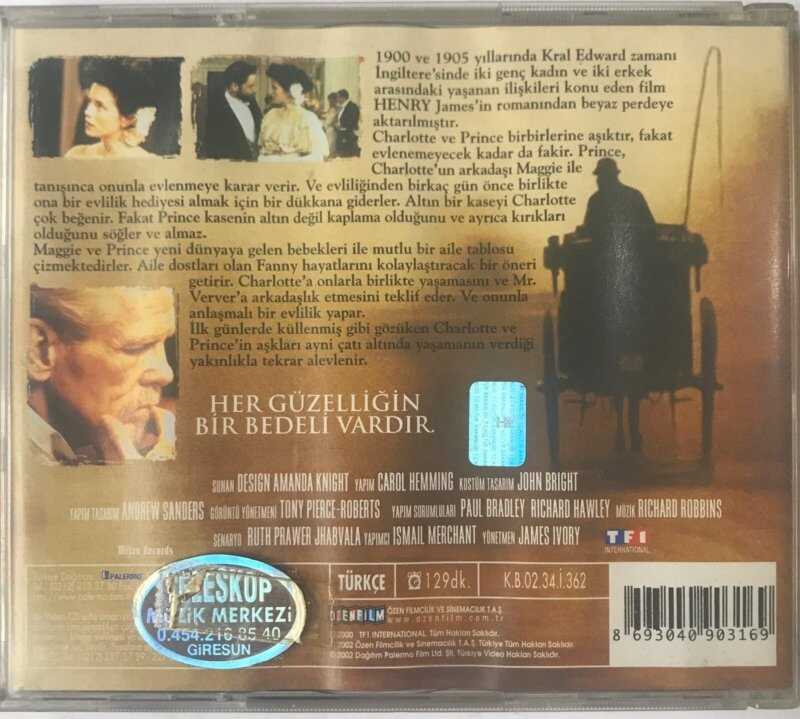 1900 ve 1905 yıllarında Kral Edward zamanı
İngiltere'sinde iki genç kadın ve iki erkek
arasındaki yaşanan ilişkileri konu eden film
HENRY James'in romanından beyaz perdeye
aktarılmıştır.
Charlotte ve Prince birbirlerine aşıktır, fakat
evlenemeyecek kadar da fakir. Prince,
Charlotte'un arkadaşı Maggie ile
tanışınca onunla evlenmeye karar verir. Ve evliliğinden birkaç gün önce birlikte
ona bir evlilik hediyesi almak için bir dükkana giderler. Altın bir kaseyi Charlotte
çok beğenir. Fakat Prince kasenin altın değil kaplama olduğunu ve ayrıca kırıkları
olduğunu söğler ve almaz.
Maggie ve Prince yeni dünyaya gelen bebekleri ile mutlu bir aile tablosu
çizmektedirler. Aile dostları olan Fanny hayatlarını kolaylaştıracak bir öneri
getirir. Charlotte'a onlarla birlikte yaşamasını ve Mr.
Verver'a arkadaşlık etmesini teklif eder. Ve onunla
anlaşmalı bir evlilik yapar.
İlk günlerde küllenmiş gibi gözüken Charlotte ve
Prince'in aşkları ayni çatı altında yaşamanın verdiği
yakınlıkla tekrar alevlenir.
HER GÜZELLİĞİN
BİR BEDELİ VARDIR.
SUNAN DESIGN AMANDA KNIGHT YAPIM CAROL HEMMING KOSTÜM TASARIM JOHN BRIGHT
YAPIM TASARIM ANDREW SANDERS GÖRÜNTÜ YÖNETMENİ TONY PIERCE-ROBERTS YAPIM SORUMLULARI PAUL BRADLEY RICHARD HAWLEY MÜZİK RICHARD ROBBINS
SENARYO RUTH PRAWER JHABVALA YAPIMCI ISMAIL MERCHANT YÖNETMEN JAMES IVORY
TF1
INTERNATIONAL
Milan Records
PALERMO
TÜRKÇE
129dk.
K.B.02.34.İ.362
LESKOP
MÜZİK MERKEZİ
0.454.216 85 40
GİRESUN
ÖZENFİLM
ÖZEN FİLMCİLİK VE SİNEMACILIK T.A.Ş.
www.ozenfilm.com.tr
2000 TF1 INTERNATIONAL Tüm Hakları Saklıdır.
©2002 Özen Filmcilik ve Sinemacılık T.A.Ş. Türkiye Tüm Hakları Saklıdır.
©2002 Dağıtım Palermo Film Ltd. Şti. Türkiye Video Hakları Saklıdır.
8 693040 903169